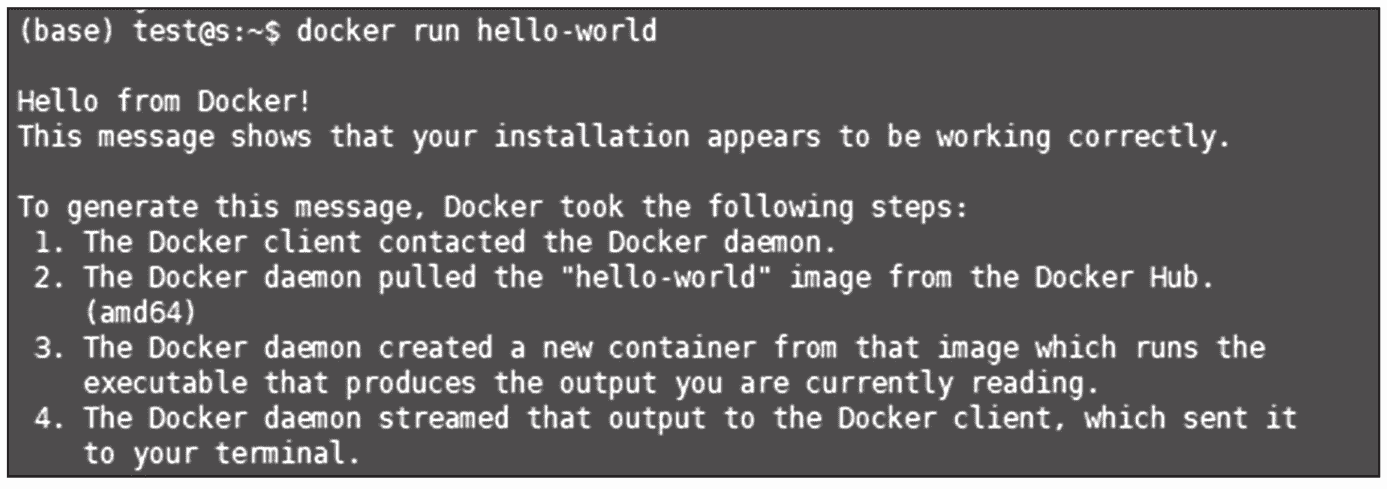 (base) test@s:~$ docker run hello-world
Hello from Docker!
This message shows that your installation appears to be working correctly.
To generate this message, Docker took the following steps:
1. The Docker client contacted the Docker daemon.
2. The Docker daemon pulled the "hello-world" image from the Docker Hub.
(amd64)
3. The Docker daemon created a new container from that image which runs the
executable that produces the output you are currently reading.
4. The Docker daemon streamed that output to the Docker client, which sent it
to your terminal.